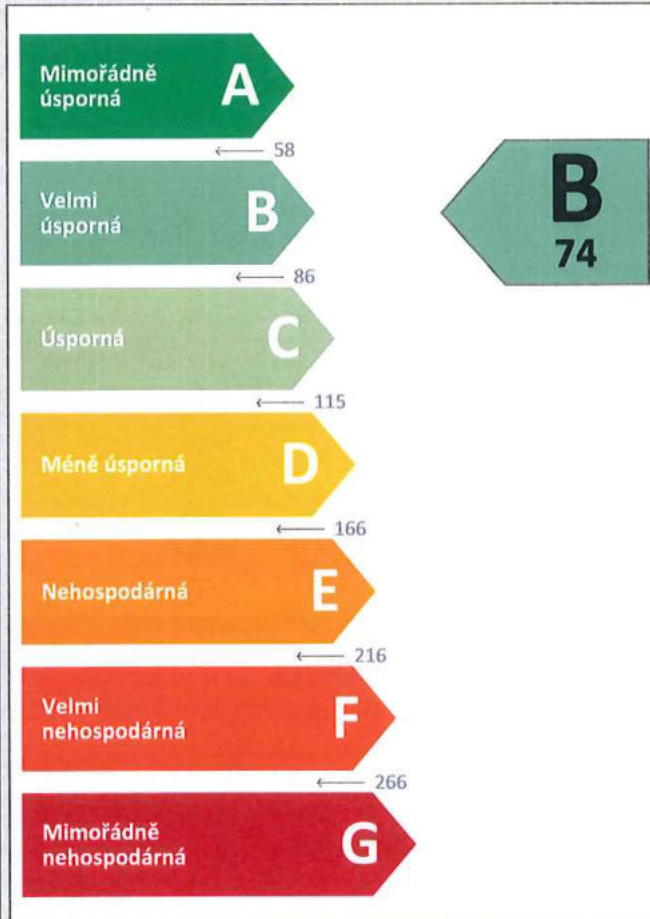 Mimořádně
úsporná
A
← 58
Velmi
úsporná
B
← 86
B
74
Úsporná
C
← 115
Méně úsporná
D
← 166
Nehospodárná
E
← 216
Velmi
nehospodárná
F
← 266
Mimořádně
nehospodárná
G